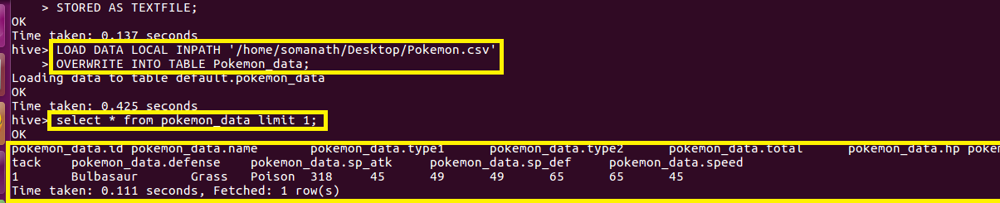 > STORED AS TEXTFILE;
OK
Time taken: 0.137 seconds
hive> LOAD DATA LOCAL INPATH '/home/somanath/Desktop/Pokemon.csv'
> OVERWRITE INTO TABLE Pokemon_data;
Loading data to table default.pokemon_data
OK
Time taken: 0.425 seconds
hive> select * from pokemon_data limit 1;
OK
pokemon_data.id pokemon_data.name pokemon_data.type1 pokemon_data.type2 pokemon_data.total pokemon_data.hp pokem
tack pokemon_data.defense pokemon_data.sp_atk pokemon_data.sp_def pokemon_data.speed
1 Bulbasaur Grass Poison 318 45 49 49 65 65 45
Time taken: 0.111 seconds, Fetched: 1 row(s)